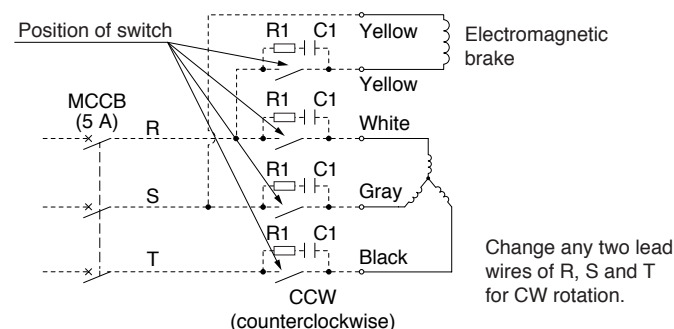 R1 C1 Yellow
Position of switch
Electromagnetic
brake
Yellow
MCCB
(5 A)
R1 C1
R
White
R1 C1
S
Gray
R1 C1
T
Black
Change any two lead
wires of R, S and T
for CW rotation.
CCW
(counterclockwise)